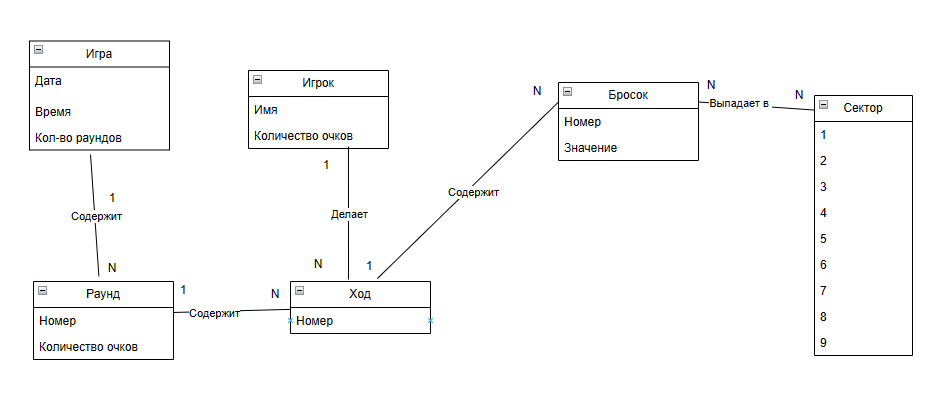 Игра
Дата
Время
Кол-во раундов
1
Содержит
N
Раунд
Номер
Количество очков
1
Содержит
N
Игрок
Имя
Количество очков
1
Делает
N
Ход
Номер
1
Содержит
N
Бросок
Номер
Значение
N
Выпадает в
N
Сектор
1
2
3
4
5
6
7
8
9